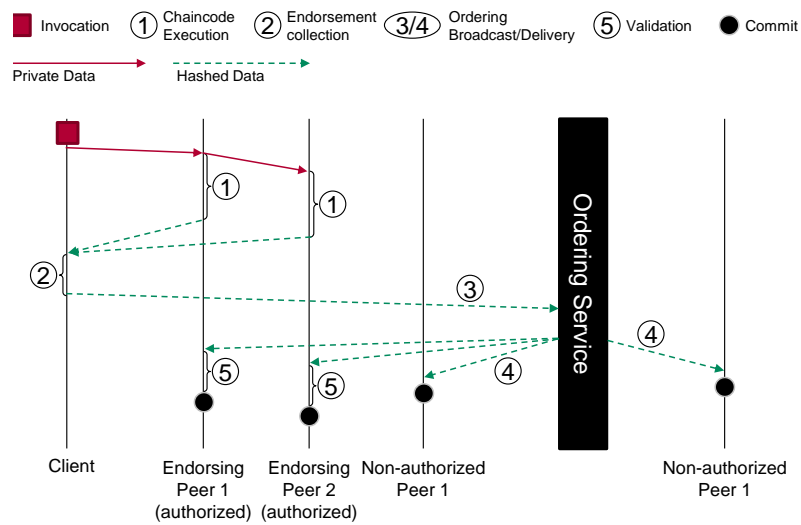 Invocation
1
Chaincode
Execution
2
Endorsement
collection
3/4
Ordering
Broadcast/Delivery
5
Validation
Commit
Private Data
Hashed Data
1
1
2
3
Ordering Service
4
4
5
5
Client
Endorsing
Peer 1
(authorized)
Endorsing
Peer 2
(authorized)
Non-authorized
Peer 1
Non-authorized
Peer 1